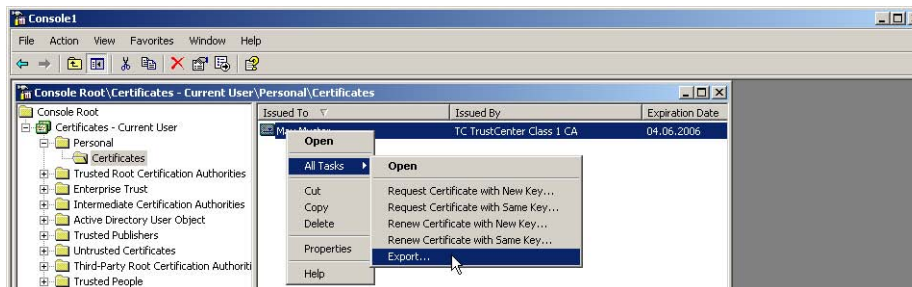 Console1
File Action View Favorites Window Help
Console Root\Certificates - Current User\Personal\Certificates
Console Root
Certificates - Current User
Personal
Certificates
Trusted Root Certification Authorities
Enterprise Trust
Intermediate Certification Authorities
Active Directory User Object
Trusted Publishers
Untrusted Certificates
Third-Party Root Certification Authoriti
Trusted People
Issued To Issued By Expiration Date
TC TrustCenter Class 1 CA 04.06.2006
Open
All Tasks
Cut
Copy
Delete
Properties
Help
Open
Request Certificate with New Key...
Request Certificate with Same Key...
Renew Certificate with New Key...
Renew Certificate with Same Key...
Export...